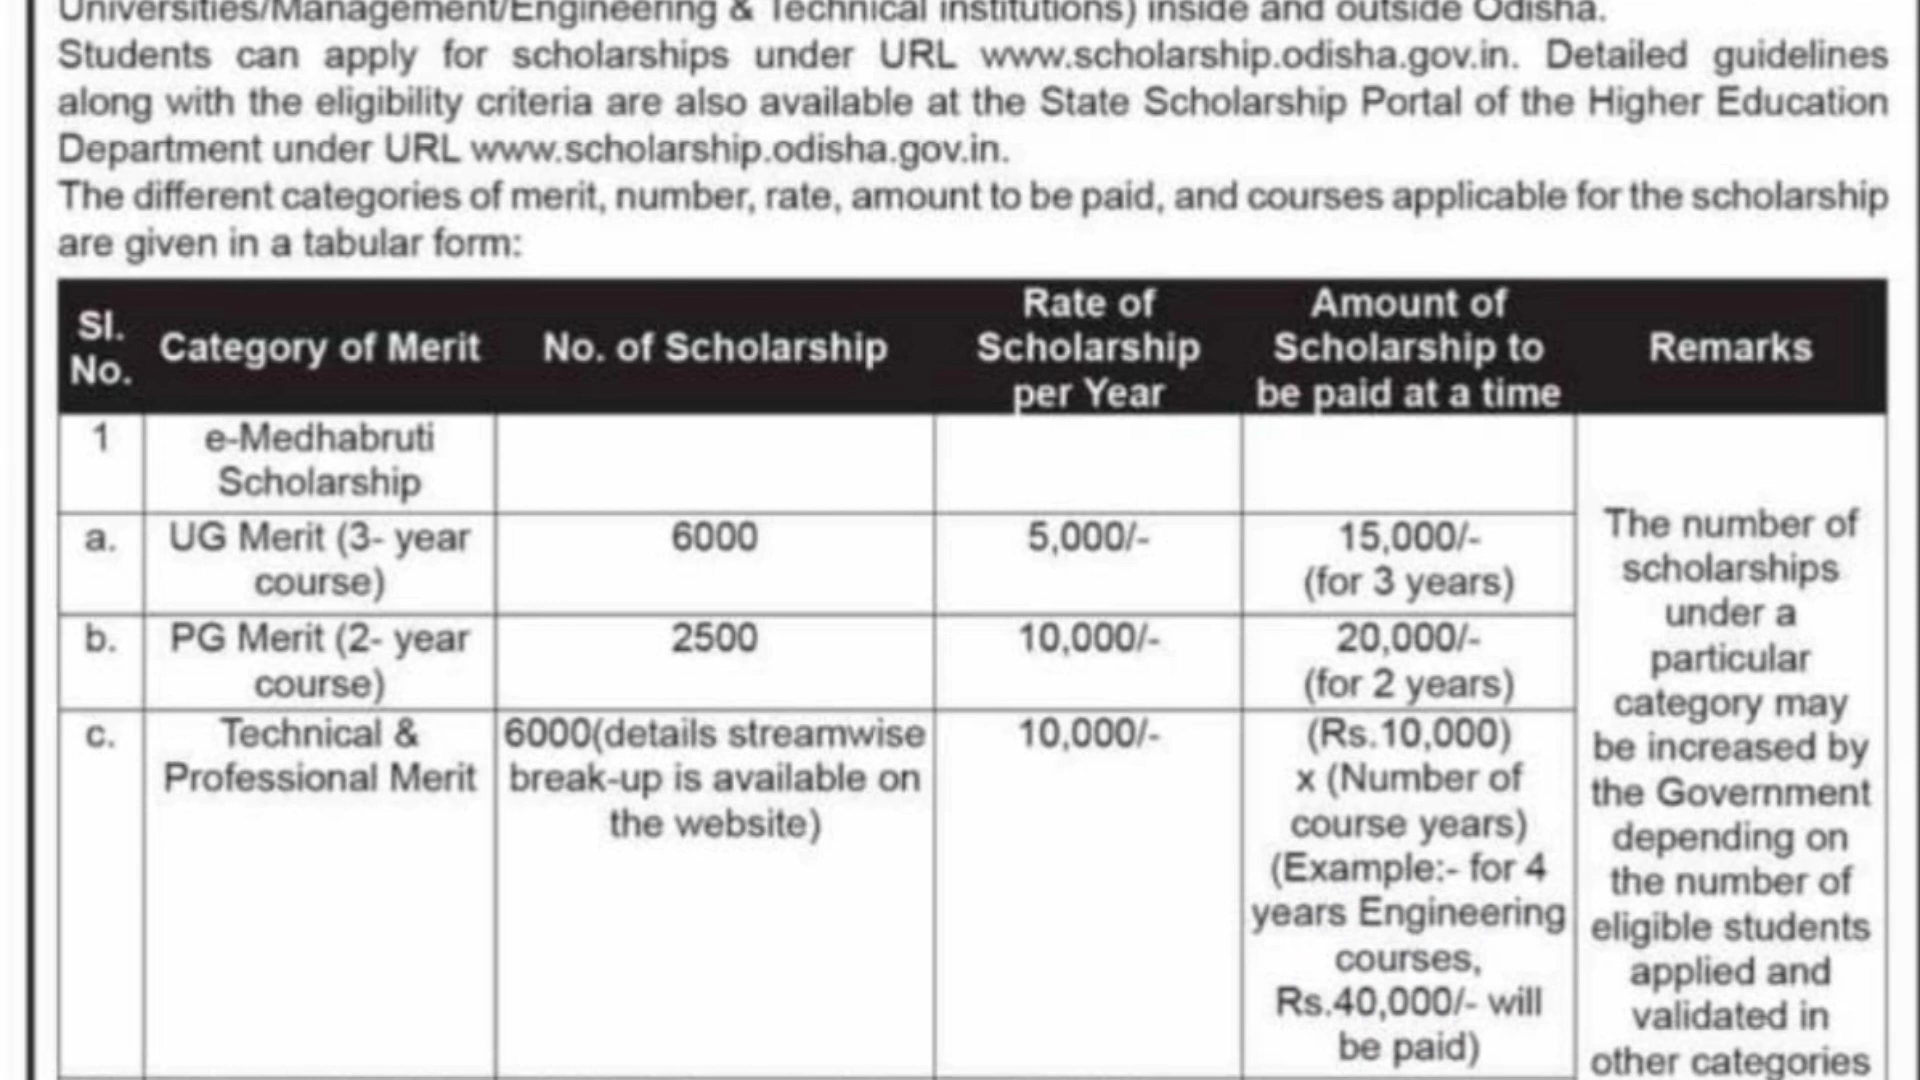 Universities/Management/Engineering & Technical institutions) inside and outside Odisha.
Students can apply for scholarships under URL www.scholarship.odisha.gov.in. Detailed guidelines
along with the eligibility criteria are also available at the State Scholarship Portal of the Higher Education
Department under URL www.scholarship.odisha.gov.in.
The different categories of merit, number, rate, amount to be paid, and courses applicable for the scholarship
are given in a tabular form:
Sl.
No.
Category of Merit
No. of Scholarship
Rate of
Scholarship
per Year
Amount of
Scholarship to
be paid at a time
Remarks
1
e-Medhabruti
Scholarship
a.
UG Merit (3- year
course)
6000
5,000/-
15,000/-
(for 3 years)
b.
PG Merit (2- year
course)
2500
10,000/-
20,000/-
(for 2 years)
c.
Technical &
Professional Merit
6000(details streamwise
break-up is available on
the website)
10,000/-
(Rs.10,000)
x (Number of
course years)
(Example:- for 4
years Engineering
courses,
Rs.40,000/- will
be paid)
The number of
scholarships
under a
particular
category may
be increased by
the Government
depending on
the number of
eligible students
applied and
validated in
other categories